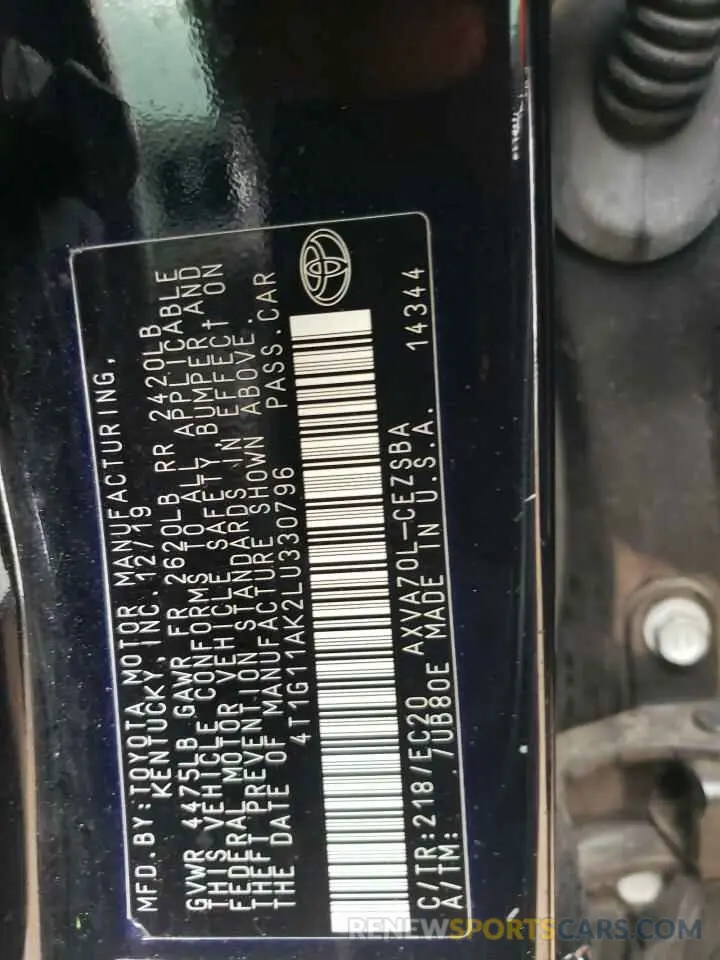 MFD.BY:TOYOTA MOTOR MANUFACTURING,
KENTUCKY, INC.12/19
GVWR 4475LB GAWR FR 2620LB RR 2420LB
THIS VEHICLE CONFORMS TO ALL APPLICABLE
FEDERAL MOTOR VEHICLE SAFETY, BUMPER, AND
THEFT PREVENTION STANDARDS IN EFFECT ON
THE DATE OF MANUFACTURE SHOWN ABOVE.
4T1G11AK2LU330796 PASS.CAR
C/TR:218/EC20 AXVA70L-CEZSBA
A/TM: /UB80E MADE IN U.S.A. 14344
RENEWSPORTSCARS.COM